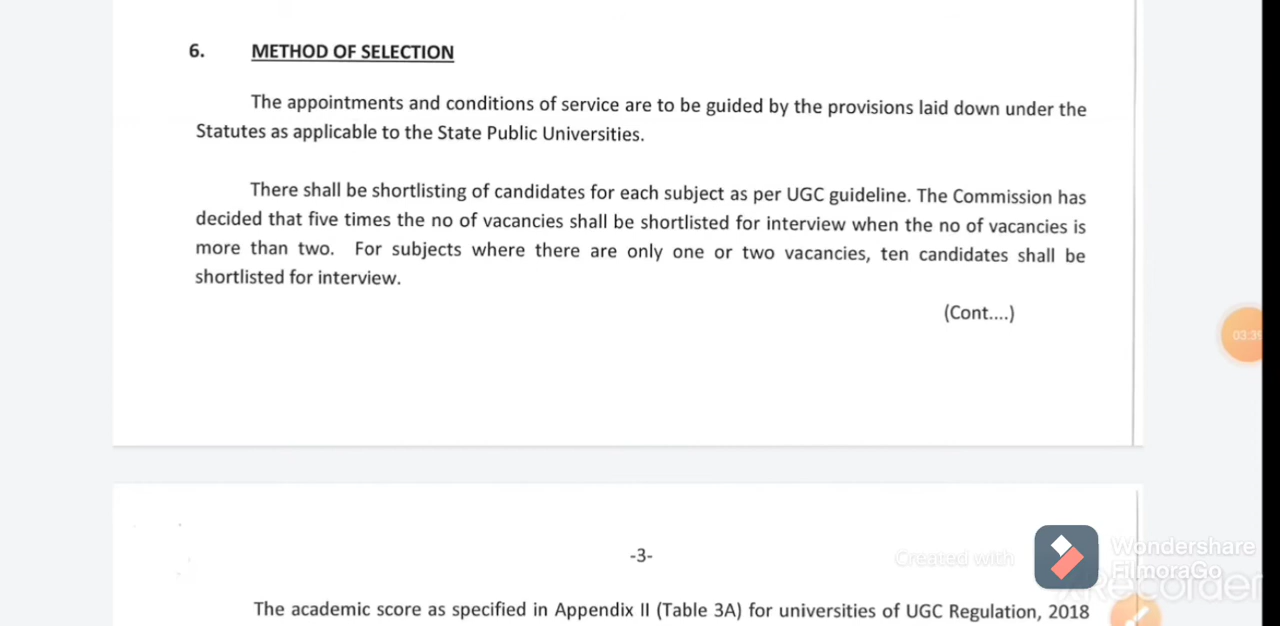 6. METHOD OF SELECTION
The appointments and conditions of service are to be guided by the provisions laid down under the
Statutes as applicable to the State Public Universities.
There shall be shortlisting of candidates for each subject as per UGC guideline. The Commission has
decided that five times the no of vacancies shall be shortlisted for interview when the no of vacancies is
more than two. For subjects where there are only one or two vacancies, ten candidates shall be
shortlisted for interview.
(Cont....)
03:39
-3-
Created with
Wondershare
FilmoraGo
Recorder
The academic score as specified in Appendix II (Table 3A) for universities of UGC Regulation, 2018